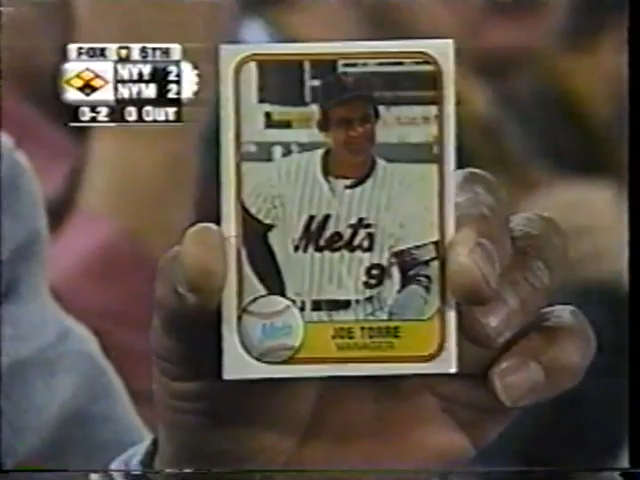 FOX 6TH
NYY 2
NYM 2
0-2 0 OUT
Mets
9
Mets
JOE TORRE
MANAGER